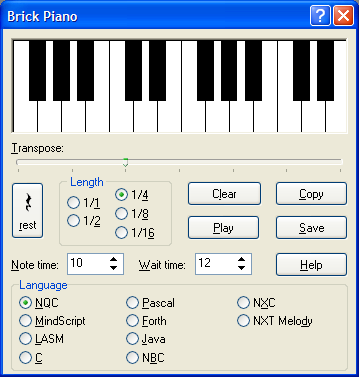 Brick Piano
Transpose:
rest
Length
1/1
1/2
1/4
1/8
1/16
Clear
Copy
Play
Save
Note time: 10 Wait time: 12 Help
Language
NQC Pascal NXC
MindScript Forth NXT Melody
LASM Java
C NBC